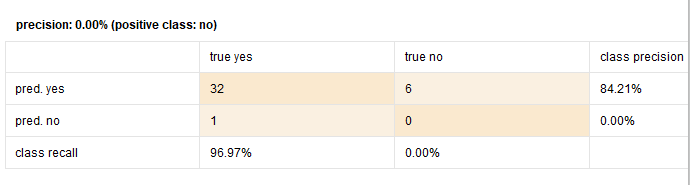 precision: 0.00% (positive class: no)
true yes true no class precision
pred. yes 32 6 84.21%
pred. no 1 0 0.00%
class recall 96.97% 0.00%